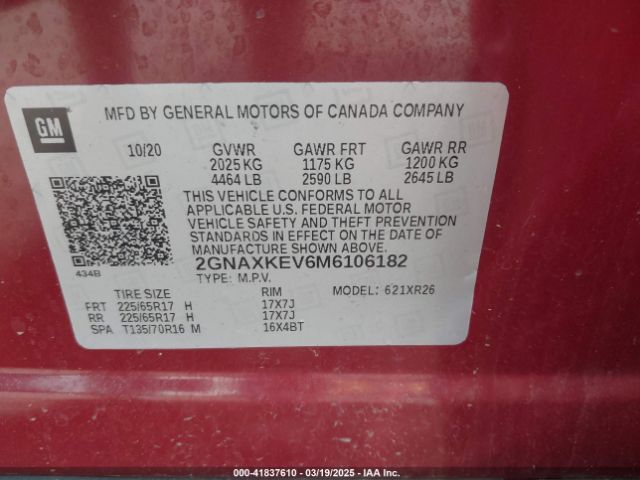 GM
MFD BY GENERAL MOTORS OF CANADA COMPANY
10/20 GVWR GAWR FRT GAWR RR
2025 KG 1175 KG 1200 KG
4464 LB 2590 LB 2645 LB
THIS VEHICLE CONFORMS TO ALL
APPLICABLE U.S. FEDERAL MOTOR
VEHICLE SAFETY AND THEFT PREVENTION
STANDARDS IN EFFECT ON THE DATE OF
MANUFACTURE SHOWN ABOVE.
434B
2GNAXKEV6M6106182
TYPE: M.P.V.
TIRE SIZE RIM MODEL: 621XR26
FRT 225/65R17 H 17X7J
RR 225/65R17 H 17X7J
SPA T135/70R16 M 16X4BT
000-41837610 - 03/19/2025 - IAA Inc.